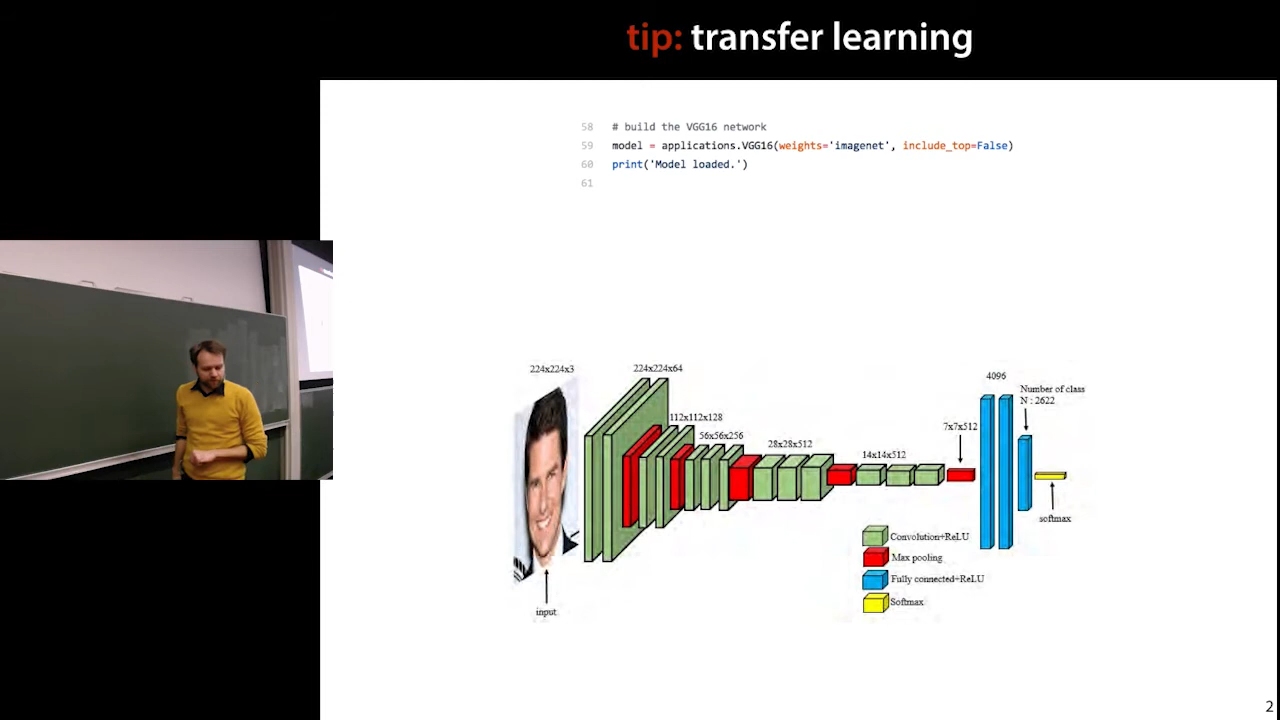 tip: transfer learning
58 # build the VGG16 network
59 model = applications.VGG16(weights='imagenet', include_top=False)
60 print('Model loaded.')
61
224x224x3
224x224x64
112x112x128
56x56x256
28x28x512
14x14x512
7x7x512
4096
Number of class
N : 2622
softmax
input
Convolution+ReLU
Max pooling
Fully connected+ReLU
Softmax
2